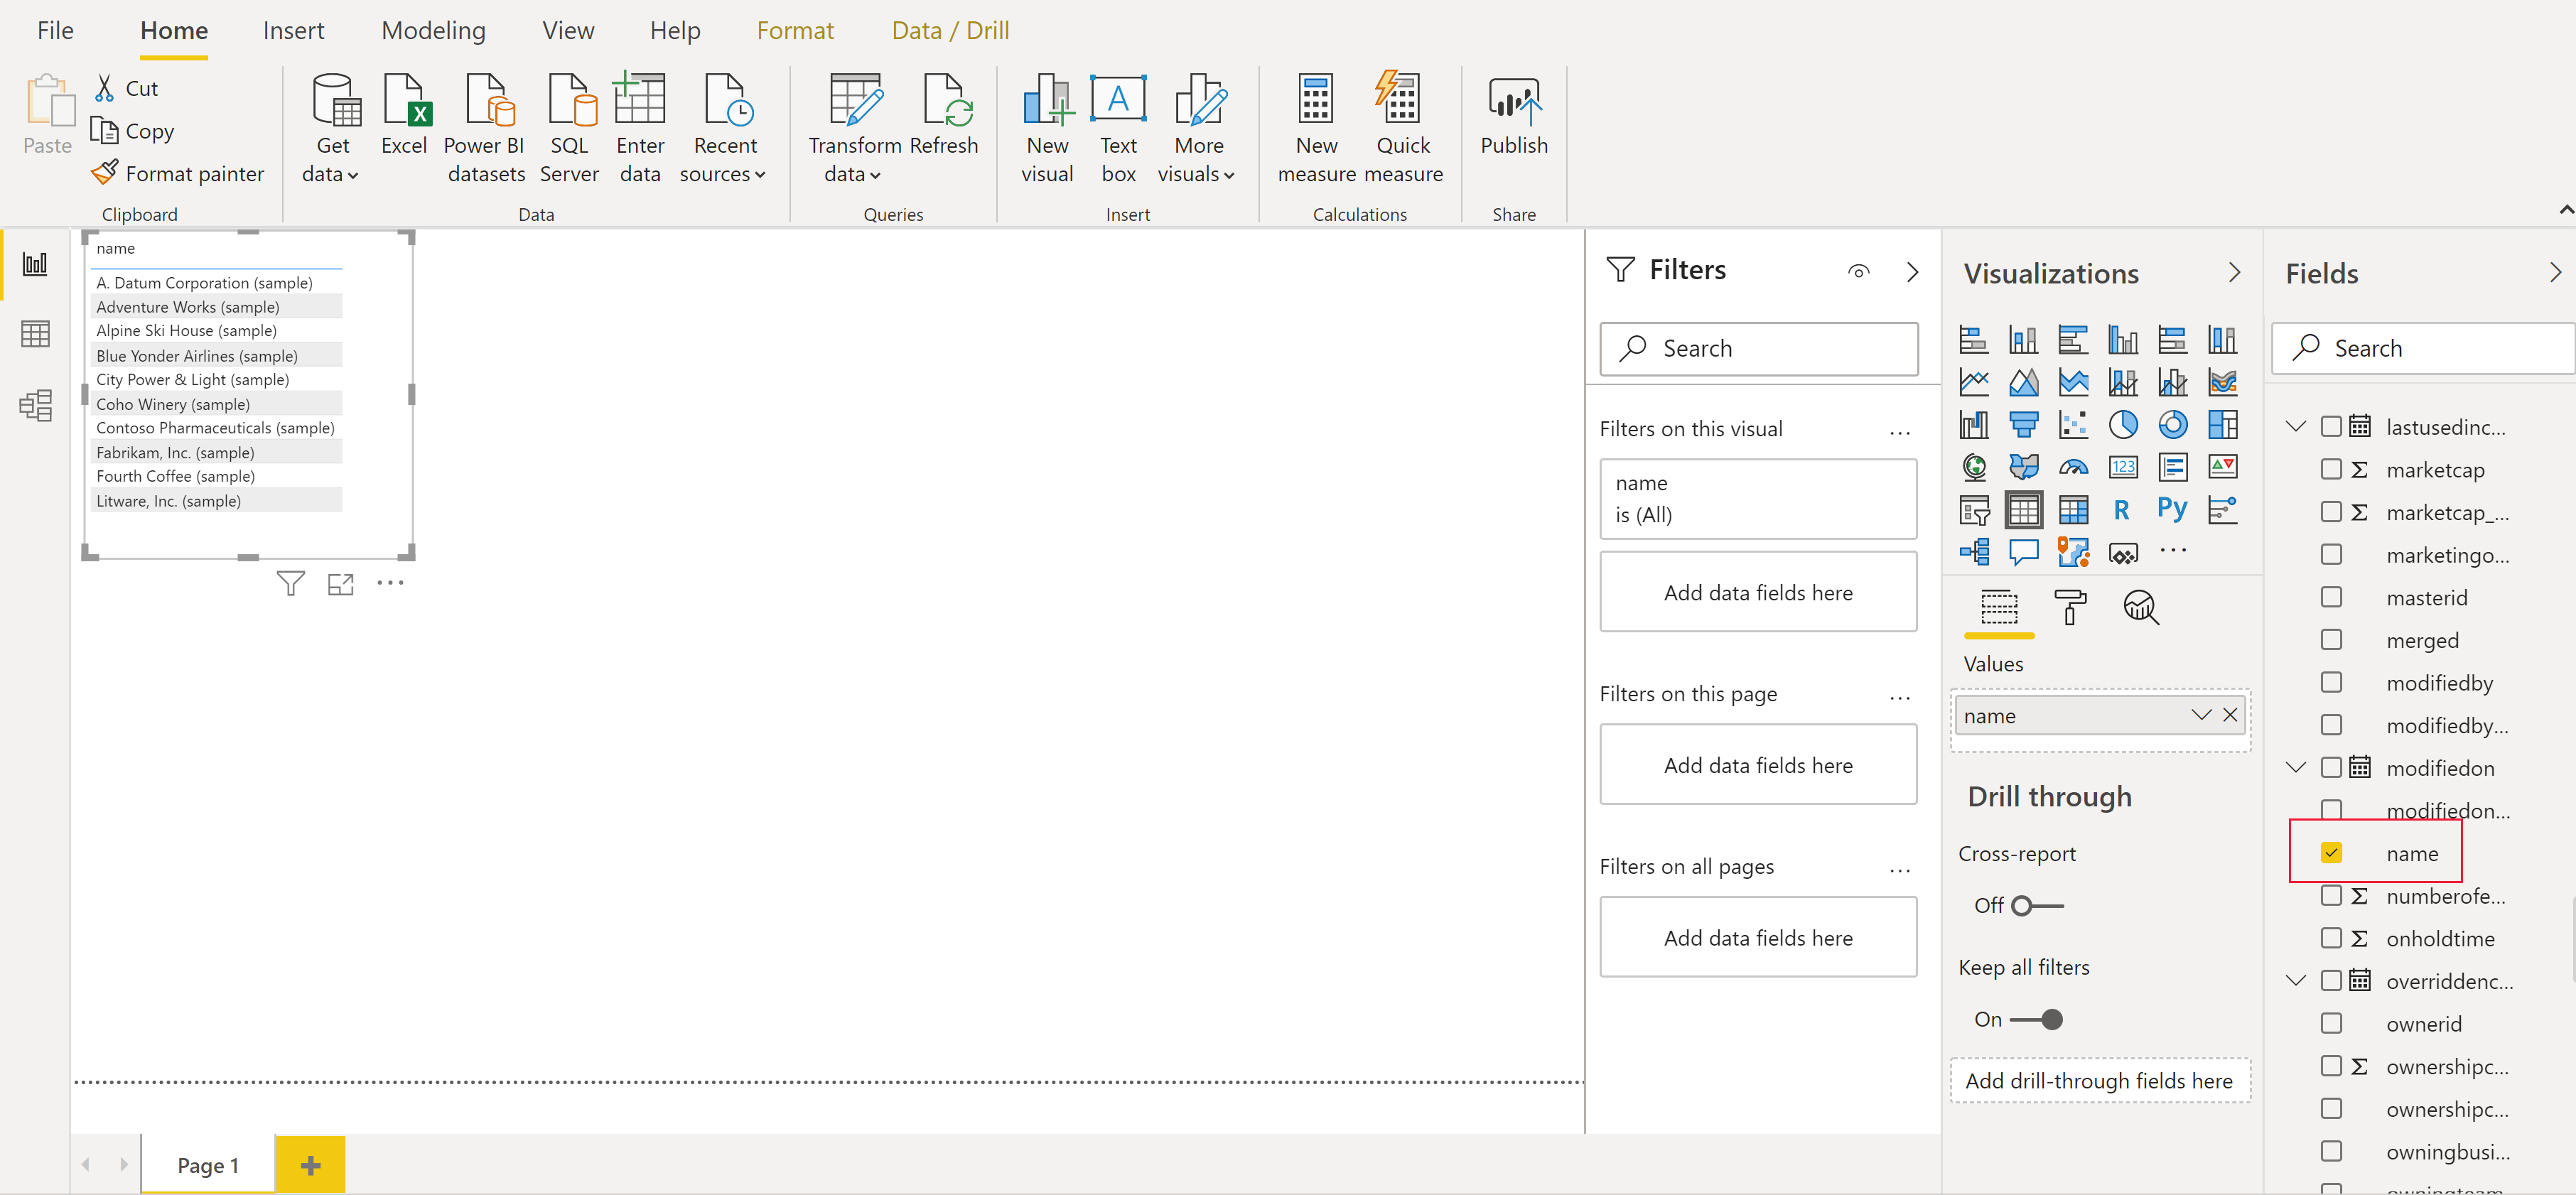 File Home Insert Modeling View Help Format Data / Drill
Paste
Cut
Copy
Format painter
Clipboard
Get data
Excel
Power BI datasets
SQL Server
Enter data
Recent sources
Data
Transform data
Refresh
Queries
New visual
A
Text box
More visuals
Insert
New measure
Quick measure
Calculations
Publish
Share
name
A. Datum Corporation (sample)
Adventure Works (sample)
Alpine Ski House (sample)
Blue Yonder Airlines (sample)
City Power & Light (sample)
Coho Winery (sample)
Contoso Pharmaceuticals (sample)
Fabrikam, Inc. (sample)
Fourth Coffee (sample)
Litware, Inc. (sample)
...
Page 1
+
Filters
Search
Filters on this visual ...
name
is (All)
Add data fields here
Filters on this page ...
Add data fields here
Filters on all pages ...
Add data fields here
Visualizations
123
R Py
...
Values
name
Drill through
Cross-report
Off
Keep all filters
On
Add drill-through fields here
Fields
Search
lastusedinc...
Σ marketcap
Σ marketcap_...
marketingo...
masterid
merged
modifiedby
modifiedby...
modifiedon
modifiedon...
name
Σ numberofe...
Σ onholdtime
overriddenc...
ownerid
Σ ownershipc...
ownershipc...
owningbusi...